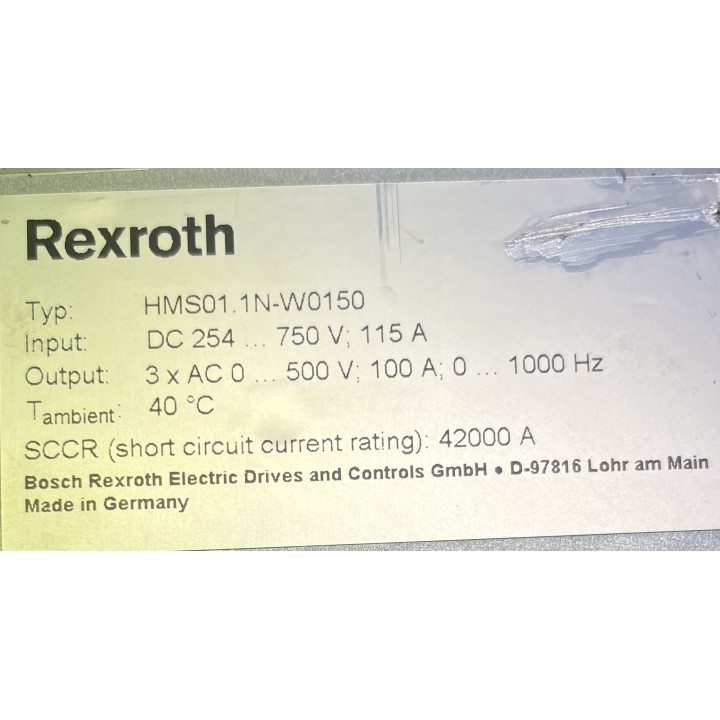 Rexroth
Typ: HMS01.1N-W0150
Input: DC 254 ... 750 V; 115 A
Output: 3 x AC 0 ... 500 V; 100 A; 0 ... 1000 Hz
Tambient: 40 °C
SCCR (short circuit current rating): 42000 A
Bosch Rexroth Electric Drives and Controls GmbH • D-97816 Lohr am Main
Made in Germany